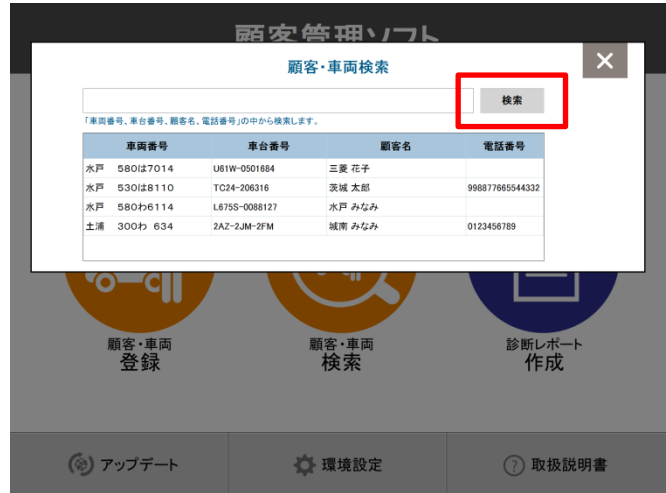 顧客管理ソフト
顧客・車両検索
検索
「車両番号、車台番号、顧客名、電話番号」の中から検索します。
車両番号 車台番号 顧客名 電話番号
水戸 580は7014 U61W-0501684 三菱 花子
水戸 530は8110 TC24-206316 茨城 太郎 998877665544332
水戸 580わ6114 L675S-0088127 水戸 みなみ
土浦 300わ 634 2AZ-2JM-2FM 城南 みなみ 0123456789
顧客・車両
登録
顧客・車両
検索
診断レポート
作成
アップデート
環境設定
? 取扱説明書